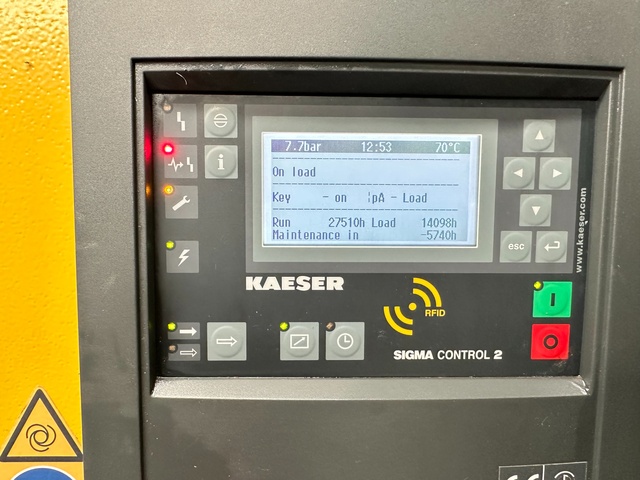 7.7bar 12:53 70°C
On load
Key - on ¦pA - Load
Run 27510h Load 14098h
Maintenance in -5740h
esc
www.kaeser.com
KAESER
RFID
I
O
SIGMA CONTROL 2